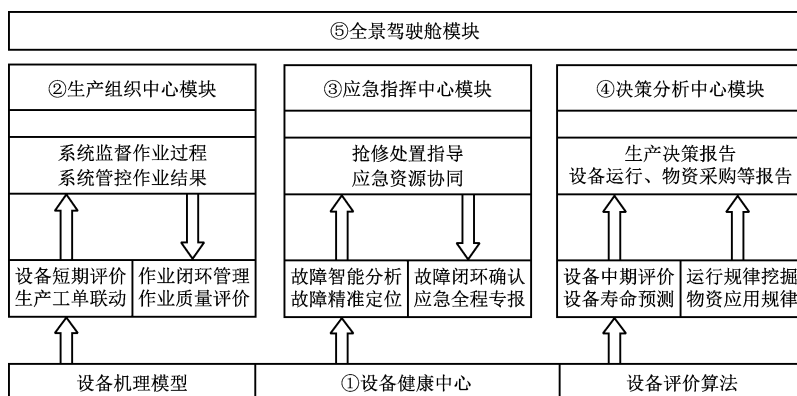 ⑤全景驾驶舱模块
②生产组织中心模块
系统监督作业过程
系统管控作业结果
设备短期评价
生产工单联动
作业闭环管理
作业质量评价
③应急指挥中心模块
抢修处置指导
应急资源协同
故障智能分析
故障精准定位
故障闭环确认
应急全程专报
④决策分析中心模块
生产决策报告
设备运行、物资采购等报告
设备中期评价
设备寿命预测
运行规律挖掘
物资应用规律
设备机理模型
①设备健康中心
设备评价算法